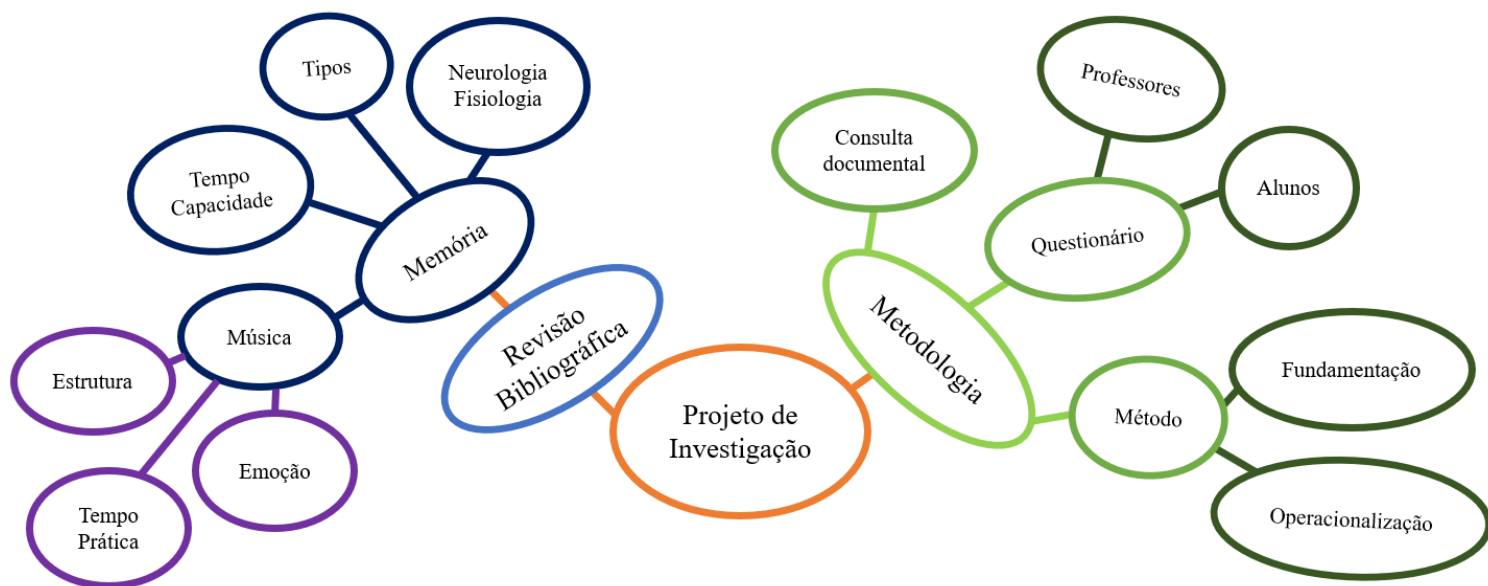 Tipos
Neurologia
Fisiologia
Tempo
Capacidade
Memória
Música
Estrutura
Tempo
Prática
Emoção
Revisão
Bibliográfica
Projeto de
Investigação
Metodologia
Consulta
documental
Questionário
Professores
Alunos
Método
Fundamentação
Operacionalização